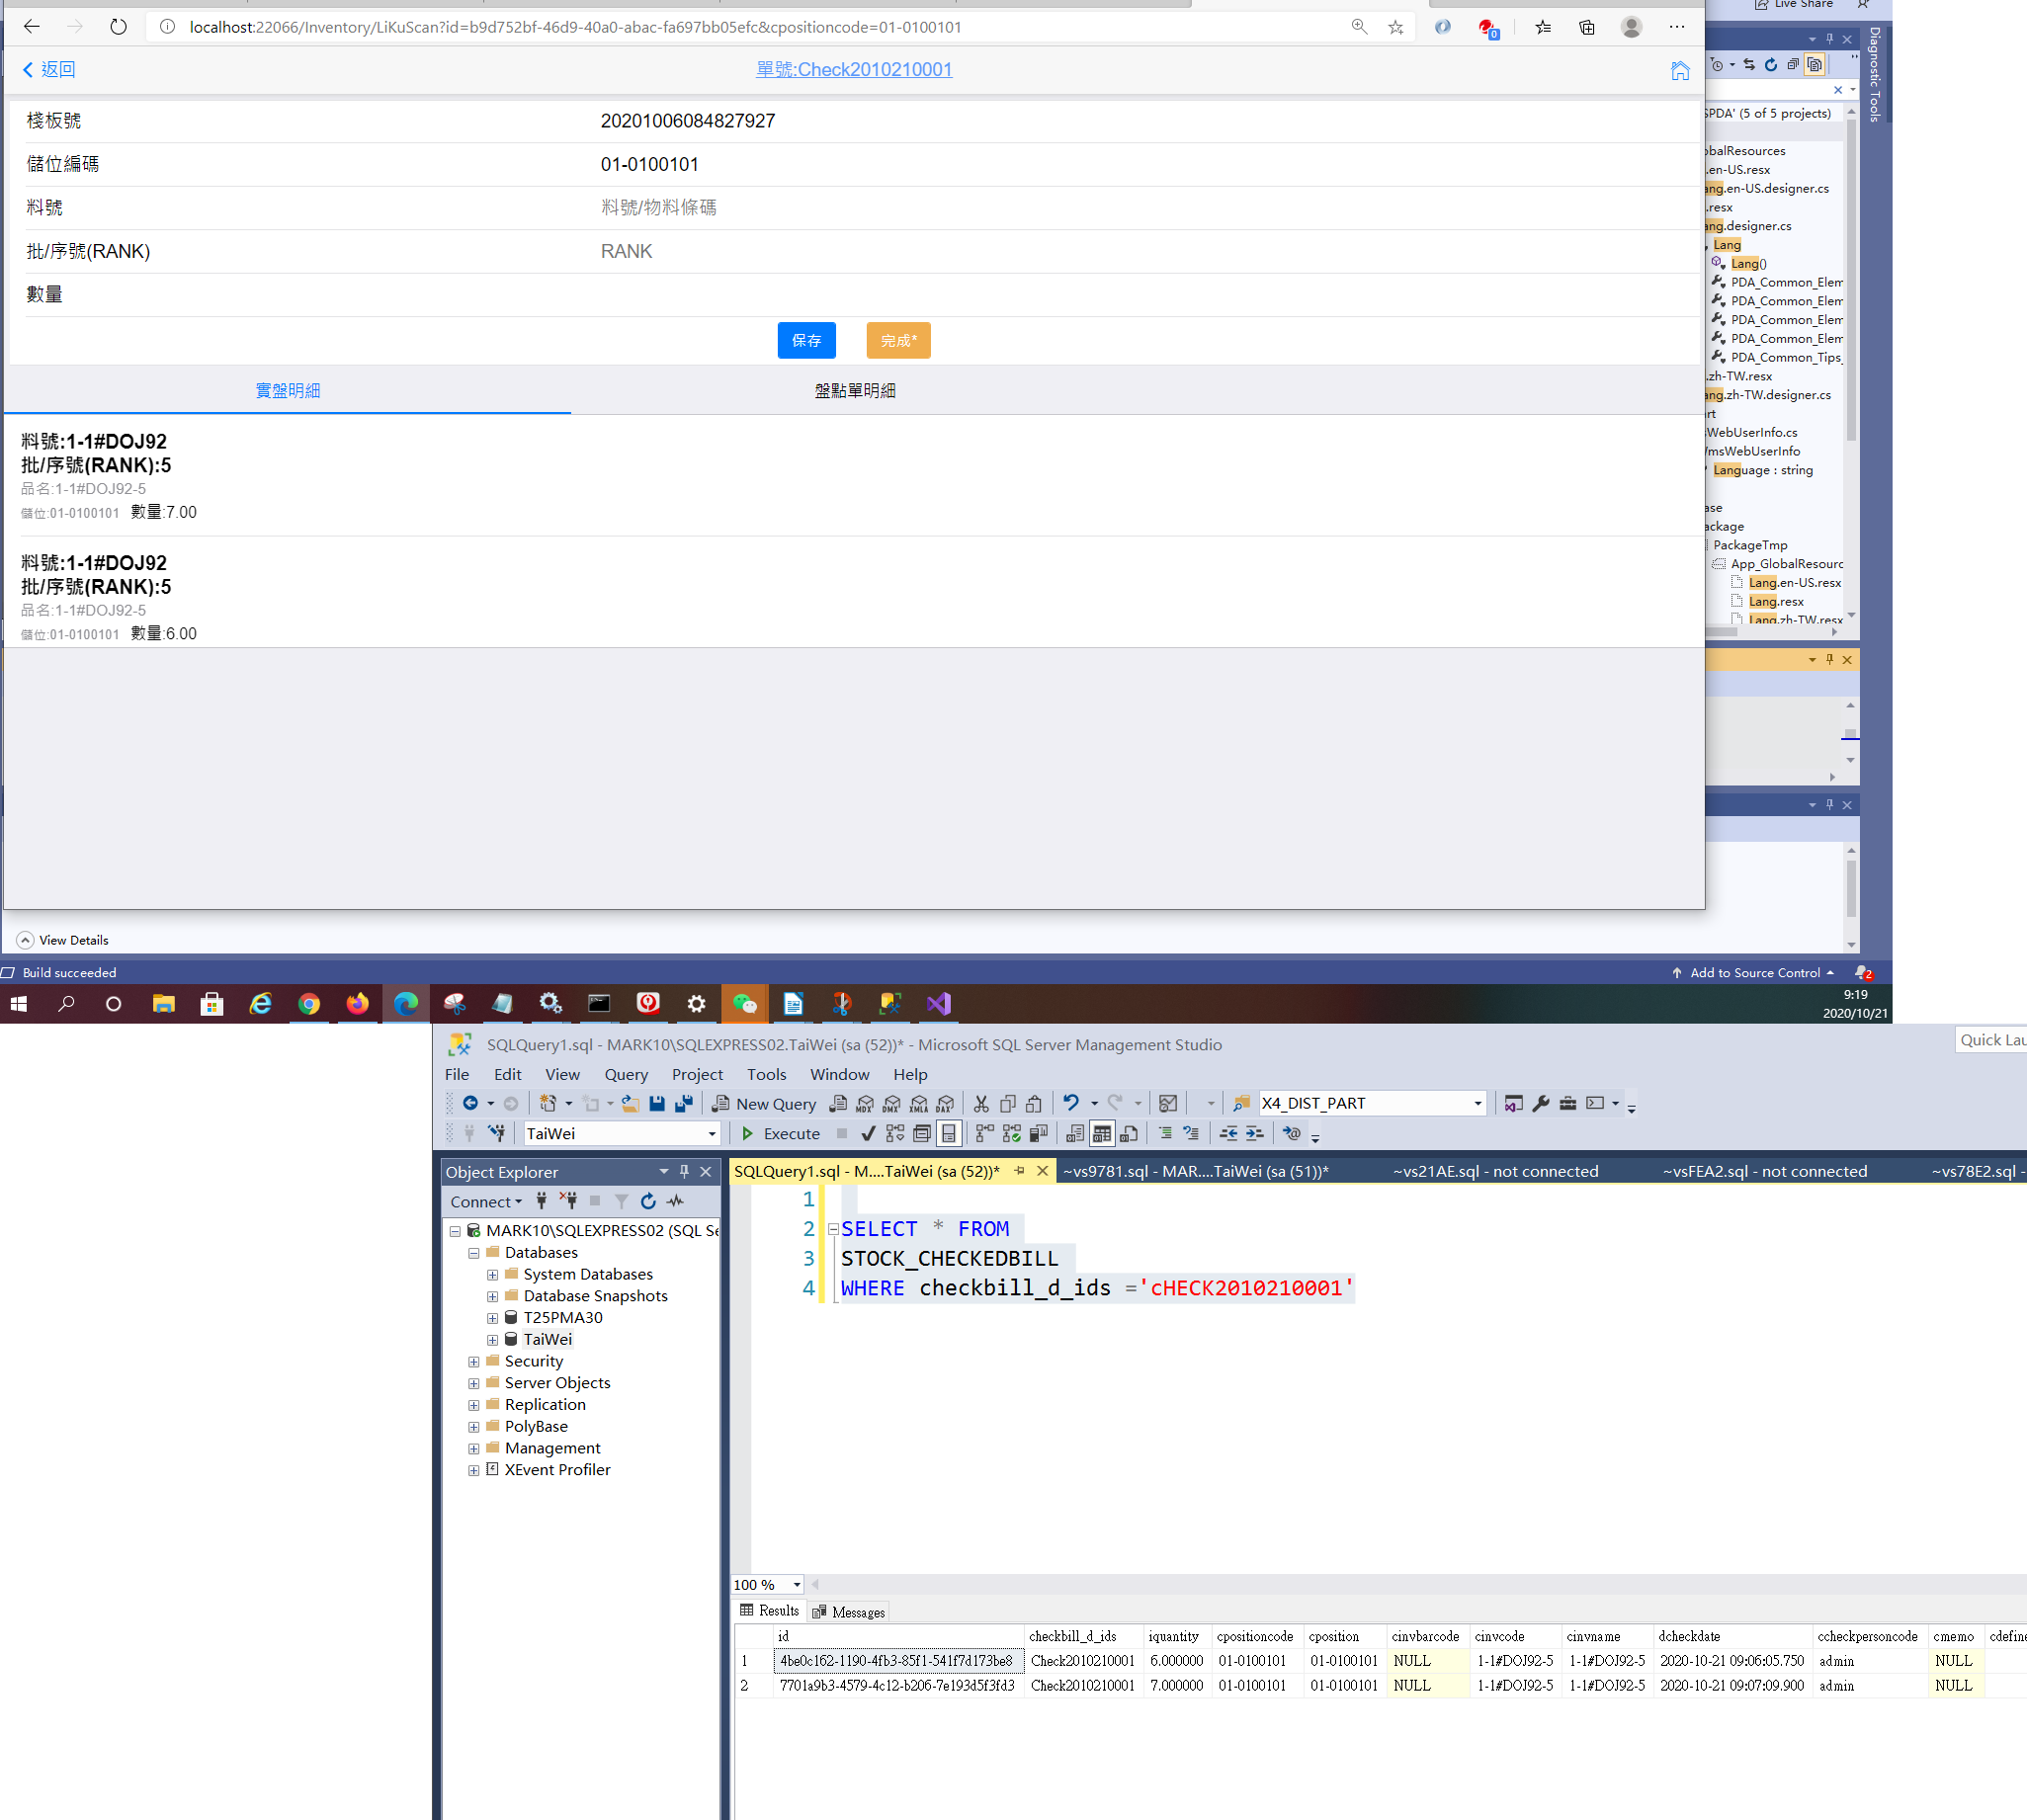 Live Share
localhost:22066/Inventory/LiKuScan?id=b9d752bf-46d9-40a0-abac-fa697bb05efc&cpositioncode=01-0100101
0
返回
單號:Check2010210001
棧板號 20201006084827927
儲位編碼 01-0100101
料號 料號/物料條碼
批/序號(RANK) RANK
數量
保存 完成*
實盤明細 盤點單明細
料號:1-1#DOJ92
批/序號(RANK):5
品名:1-1#DOJ92-5
儲位:01-0100101 數量:7.00
料號:1-1#DOJ92
批/序號(RANK):5
品名:1-1#DOJ92-5
儲位:01-0100101 數量:6.00
Diagnostic Tools
SPDA' (5 of 5 projects)
obalResources
.en-US.resx
ang.en-US.designer.cs
.resx
ang.designer.cs
Lang
Lang()
PDA_Common_Elem
PDA_Common_Elem
PDA_Common_Elem
PDA_Common_Elem
PDA_Common_Tips_
.zh-TW.resx
ang.zh-TW.designer.cs
rt
sWebUserInfo.cs
msWebUserInfo
Language : string
ase
ackage
PackageTmp
App_GlobalResourc
Lang.en-US.resx
Lang.resx
Lang.zh-TW.resx
View Details
Build succeeded
Add to Source Control 2
9:19
2020/10/21
SQLQuery1.sql - MARK10\SQLEXPRESS02.TaiWei (sa (52))* - Microsoft SQL Server Management Studio
Quick Lau
File Edit View Query Project Tools Window Help
New Query MDX DMX XMLA DAX X4_DIST_PART
TaiWei Execute
Object Explorer
Connect
MARK10\SQLEXPRESS02 (SQL Se
Databases
System Databases
Database Snapshots
T25PMA30
TaiWei
Security
Server Objects
Replication
PolyBase
Management
XEvent Profiler
SQLQuery1.sql - M....TaiWei (sa (52))* ~vs9781.sql - MAR....TaiWei (sa (51))* ~vs21AE.sql - not connected ~vsFEA2.sql - not connected ~vs78E2.sql -
1
2 SELECT * FROM
3 STOCK_CHECKEDBILL
4 WHERE checkbill_d_ids ='cHECK2010210001'
100 %
Results Messages
id checkbill_d_ids iquantity cpositioncode cposition cinvbarcode cinvcode cinvname dcheckdate ccheckpersoncode cmemo cdefine
1 4be0c162-1190-4fb3-85f1-541f7d173be8 Check2010210001 6.000000 01-0100101 01-0100101 NULL 1-1#DOJ92-5 1-1#DOJ92-5 2020-10-21 09:06:05.750 admin NULL
2 7701a9b3-4579-4c12-b206-7e193d5f3fd3 Check2010210001 7.000000 01-0100101 01-0100101 NULL 1-1#DOJ92-5 1-1#DOJ92-5 2020-10-21 09:07:09.900 admin NULL